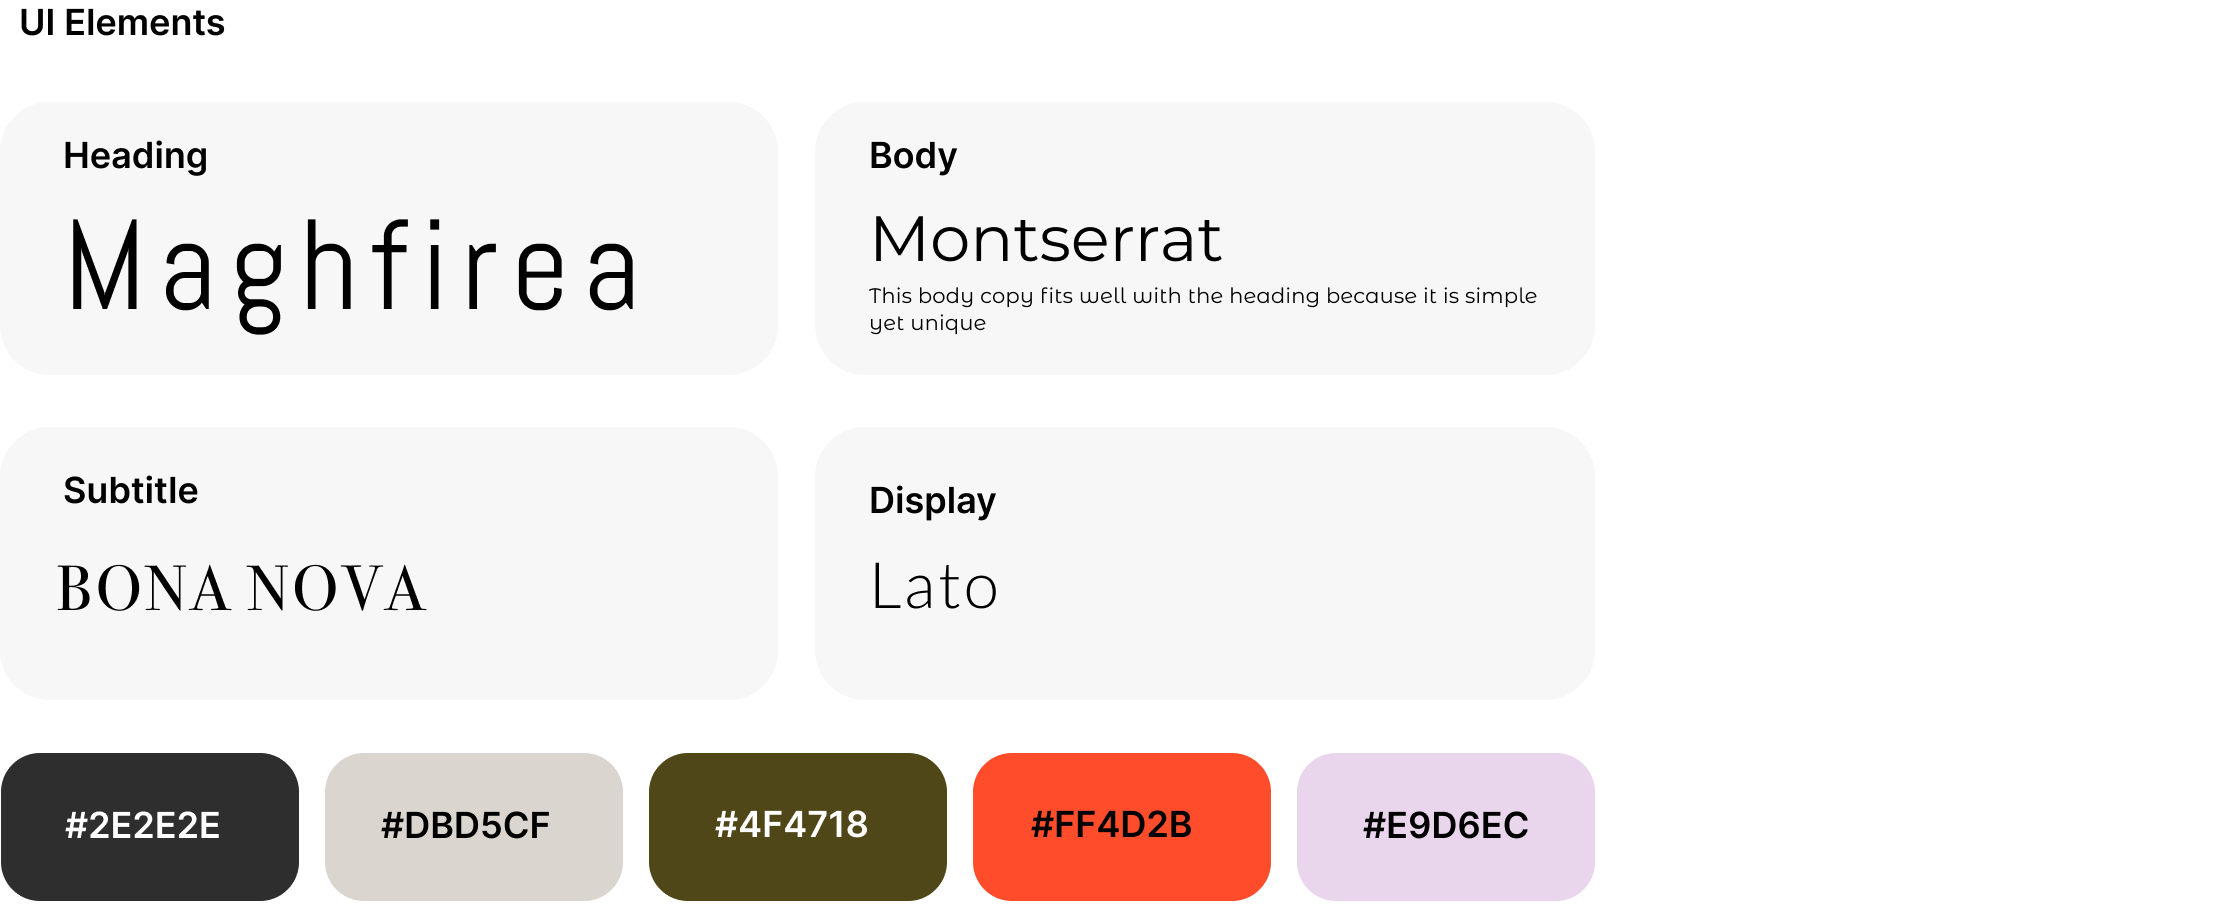 UI Elements
Heading
Maghfirea
Body
Montserrat
This body copy fits well with the heading because it is simple
yet unique
Subtitle
BONA NOVA
Display
Lato
#2E2E2E
#DBD5CF
#4F4718
#FF4D2B
#E9D6EC